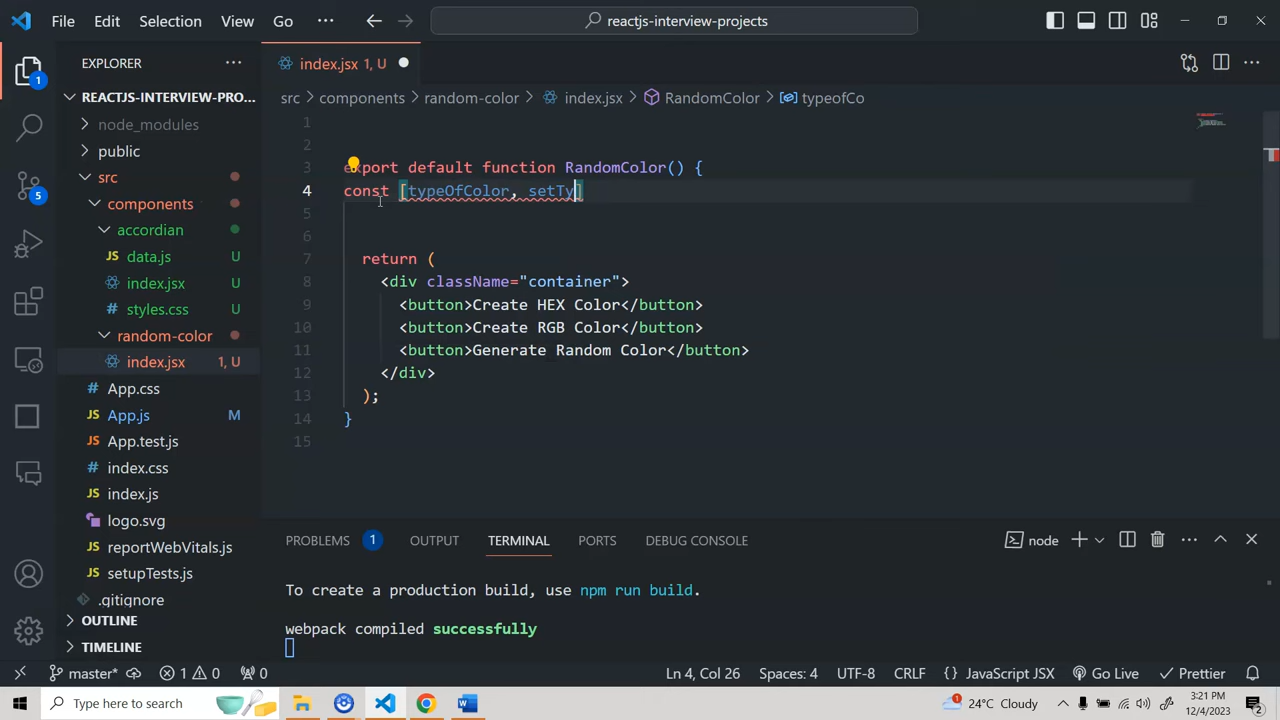 File Edit Selection View Go ··· reactjs-interview-projects
EXPLORER ···
1
index.jsx 1, U
REACTJS-INTERVIEW-PRO...
src > components > random-color > index.jsx > RandomColor > typeofCo
node_modules
public
src
5
components
accordian
data.js U
index.jsx U
styles.css U
random-color
index.jsx 1, U
App.css
App.js M
App.test.js
index.css
index.js
logo.svg
reportWebVitals.js
setupTests.js
.gitignore
OUTLINE
TIMELINE
1
2
3 export default function RandomColor() {
4 const [typeOfColor, setTy]
5
6
7 return (
8 <div className="container">
9 <button>Create HEX Color</button>
10 <button>Create RGB Color</button>
11 <button>Generate Random Color</button>
12 </div>
13 );
14 }
15
PROBLEMS 1 OUTPUT TERMINAL PORTS DEBUG CONSOLE node ···
To create a production build, use npm run build.
webpack compiled successfully
master* 1 0 0 Ln 4, Col 26 Spaces: 4 UTF-8 CRLF {} JavaScript JSX Go Live Prettier
Type here to search 24°C Cloudy 3:21 PM
12/4/2023
2